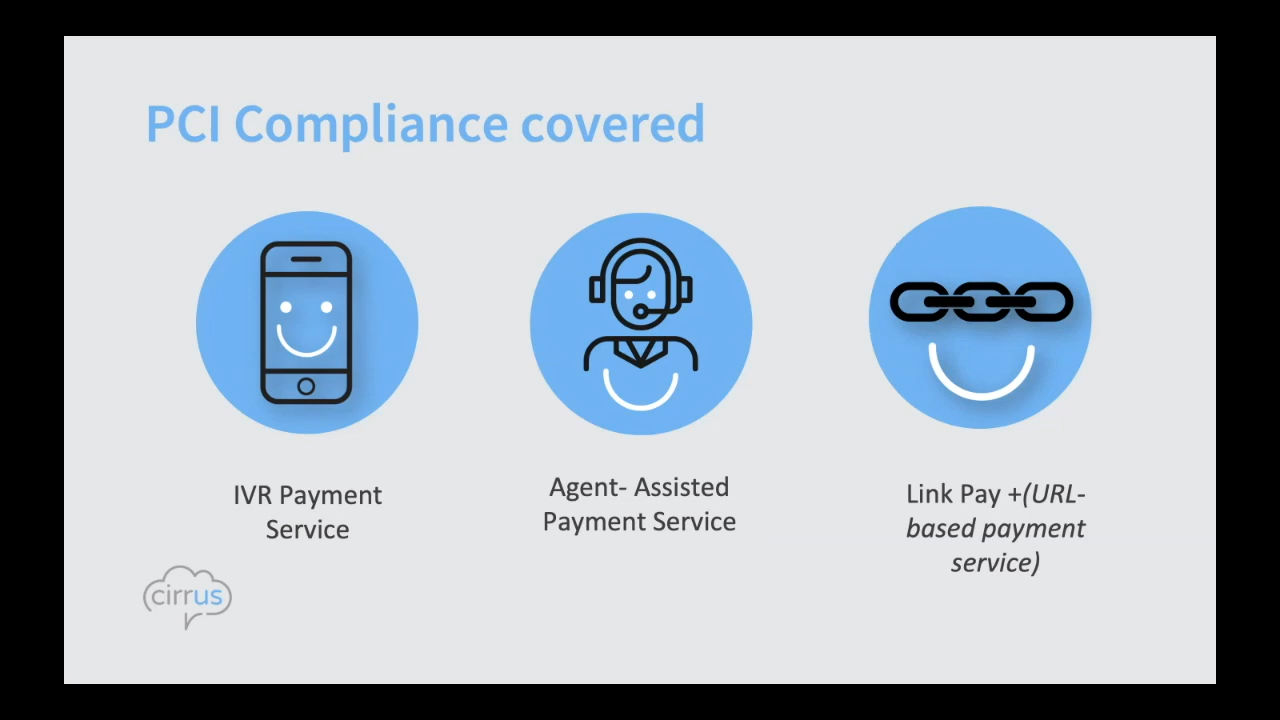 PCI Compliance covered
IVR Payment
Service
Agent- Assisted
Payment Service
Link Pay +(URL-
based payment
service)
cirrus